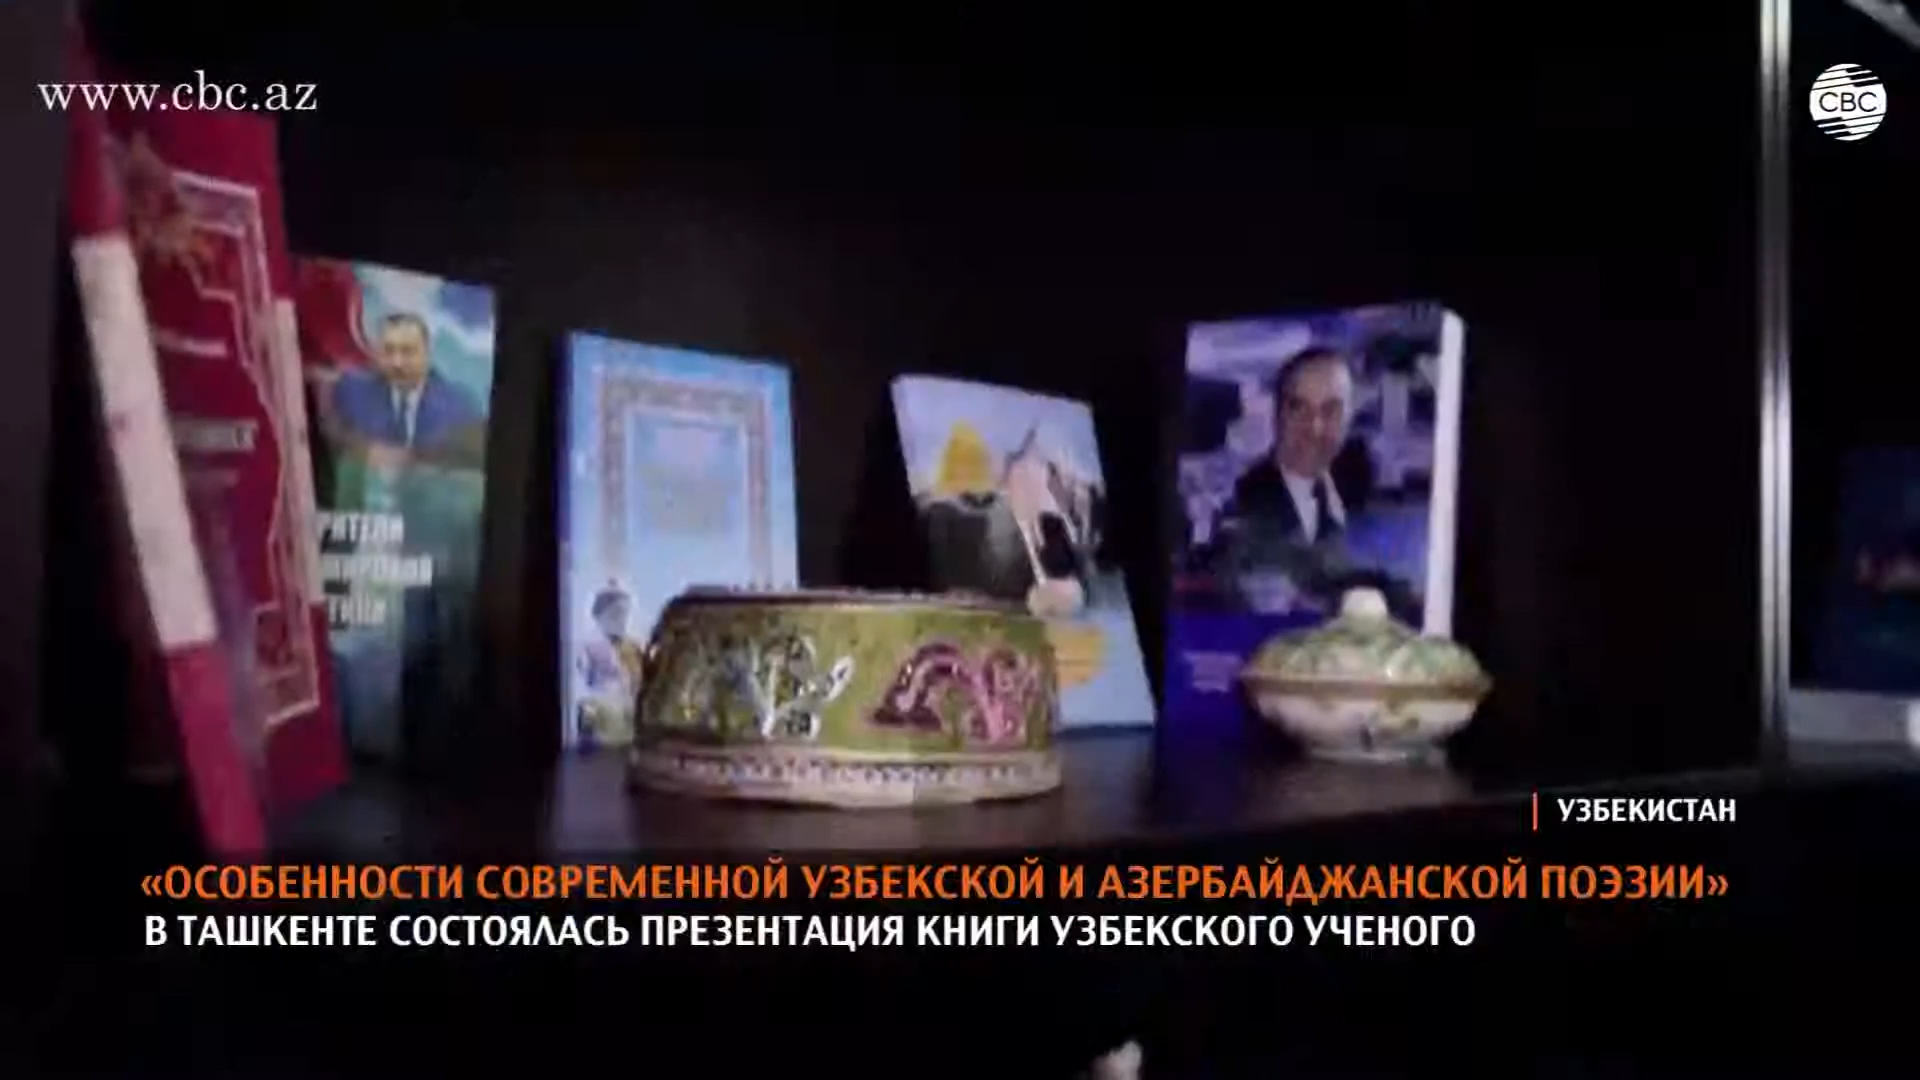 www.cbc.az
CBC
УЗБЕКИСТАН
«ОСОБЕННОСТИ СОВРЕМЕННОЙ УЗБЕКСКОЙ И АЗЕРБАЙДЖАНСКОЙ ПОЭЗИИ»
В ТАШКЕНТЕ СОСТОЯЛАСЬ ПРЕЗЕНТАЦИЯ КНИГИ УЗБЕКСКОГО УЧЕНОГО